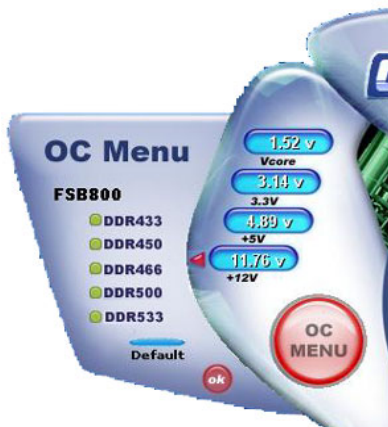 OC Menu
FSB800
DDR433
DDR450
DDR466
DDR500
DDR533
Default
ok
1.52 v
Vcore
3.14 v
3.3V
4.89 v
+5V
11.76 v
+12V
OC
MENU